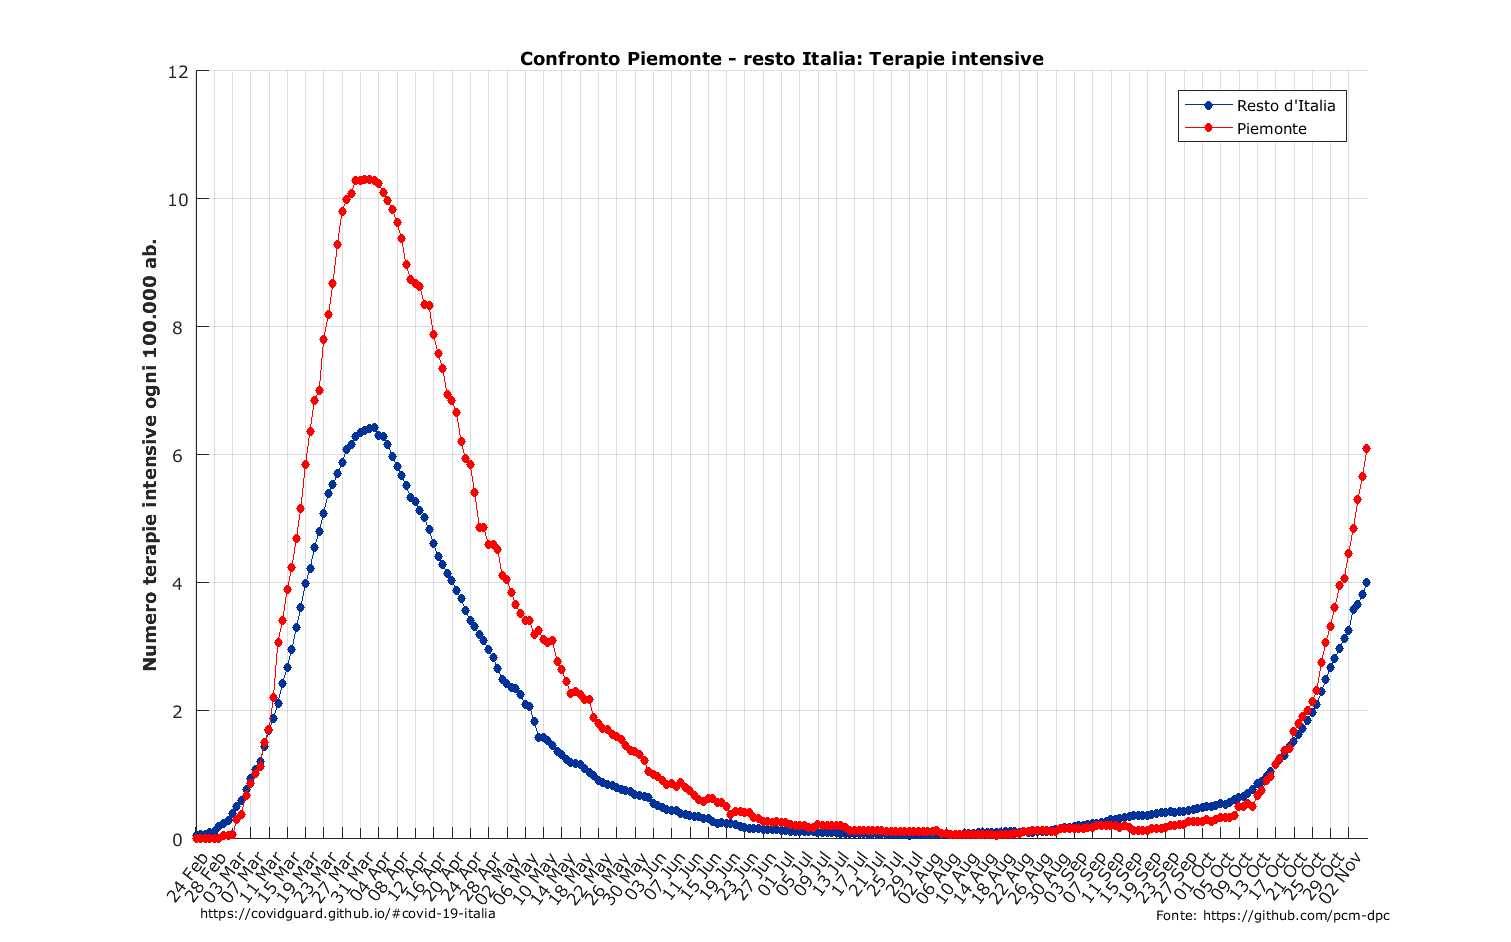 Confronto Piemonte - resto Italia: Terapie intensive
Resto d'Italia
Piemonte
Numero terapie intensive ogni 100.000 ab.
12
10
8
6
4
2
0
24 Feb
28 Feb
03 Mar
07 Mar
11 Mar
15 Mar
19 Mar
23 Mar
27 Mar
31 Mar
04 Apr
08 Apr
12 Apr
16 Apr
20 Apr
24 Apr
28 Apr
02 May
06 May
10 May
14 May
18 May
22 May
26 May
30 May
03 Jun
07 Jun
11 Jun
15 Jun
19 Jun
23 Jun
27 Jun
01 Jul
05 Jul
09 Jul
13 Jul
17 Jul
21 Jul
25 Jul
29 Jul
02 Aug
06 Aug
10 Aug
14 Aug
18 Aug
22 Aug
26 Aug
30 Aug
03 Sep
07 Sep
11 Sep
15 Sep
19 Sep
23 Sep
27 Sep
01 Oct
05 Oct
09 Oct
13 Oct
17 Oct
21 Oct
25 Oct
29 Oct
02 Nov
https://covidguard.github.io/#covid-19-italia
Fonte: https://github.com/pcm-dpc